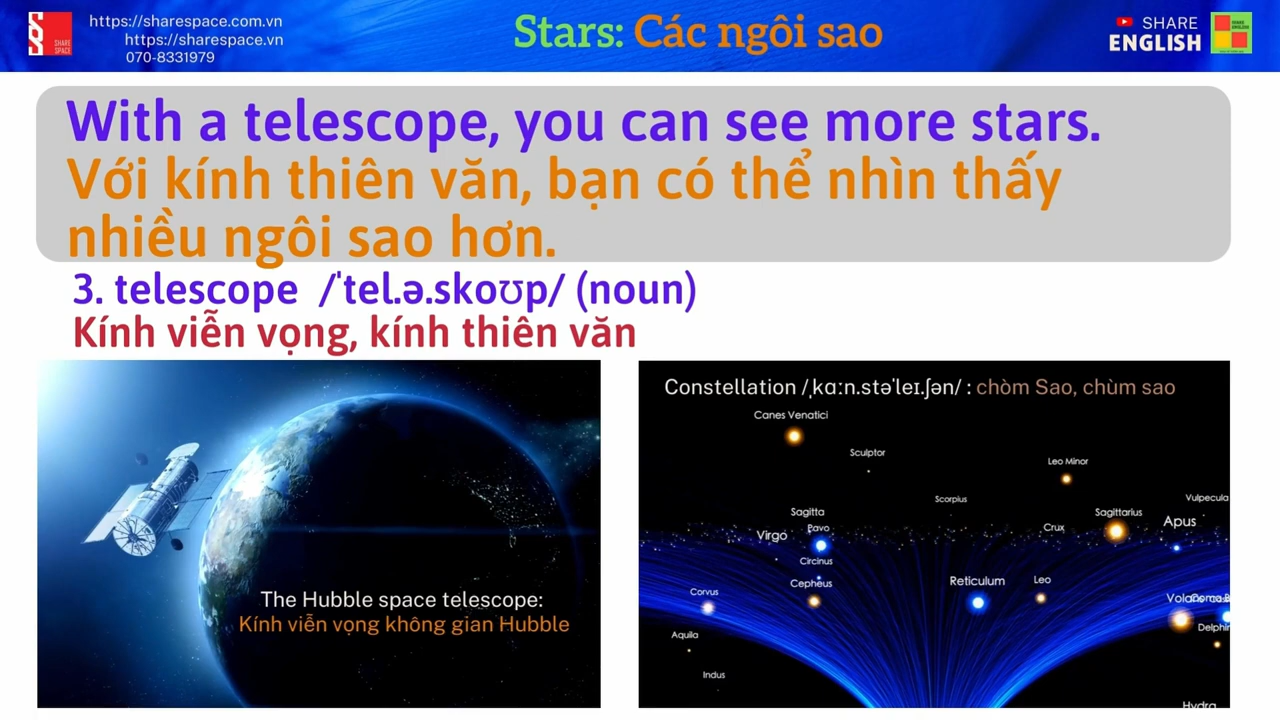 https://sharespace.com.vn
https://sharespace.vn
070-8331979
SHARE
SPACE
Stars: Các ngôi sao
SHARE
ENGLISH
With a telescope, you can see more stars.
Với kính thiên văn, bạn có thể nhìn thấy
nhiều ngôi sao hơn.
3. telescope /ˈtel.ə.skoʊp/ (noun)
Kính viễn vọng, kính thiên văn
The Hubble space telescope:
Kính viễn vọng không gian Hubble
Constellation /ˌkɑːn.stəˈleɪ.ʃən/ : chòm Sao, chùm sao
Canes Venatici
Sculptor
Leo Minor
Scorpius
Vulpecula
Sagitta
Sagittarius
Pavo
Crux
Apus
Virgo
Circinus
Cepheus
Reticulum
Leo
Corvus
Volans
Delphin
Aquila
Indus
Hydra